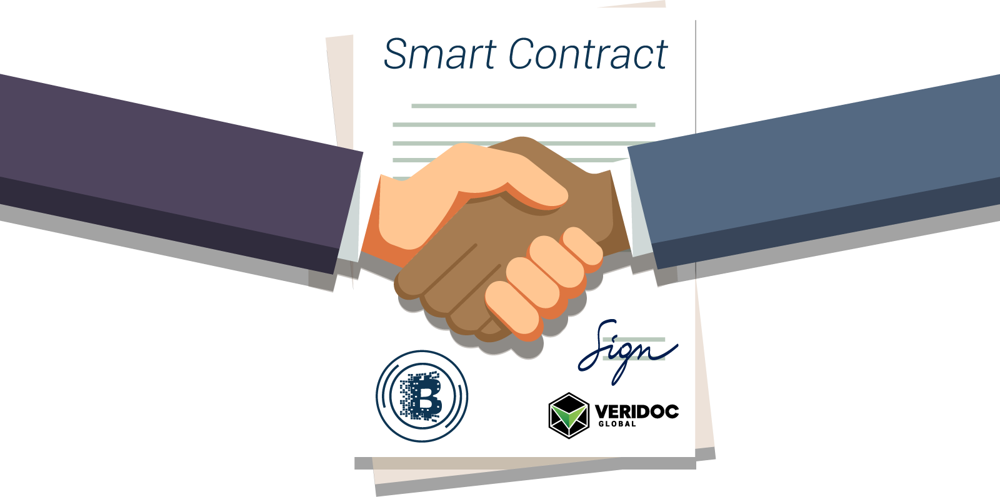 Smart Contract
Sign
B
VERIDOC
GLOBAL